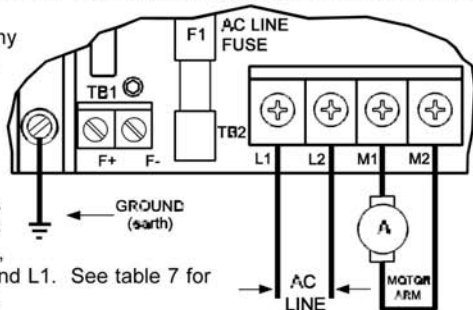 ny
F1 AC LINE
FUSE
TB1
TB2
F+ F-
L1 L2 M1 M2
GROUND
(earth)
A
,
nd L1. See table 7 for
AC
LINE
MOTOR
ARM